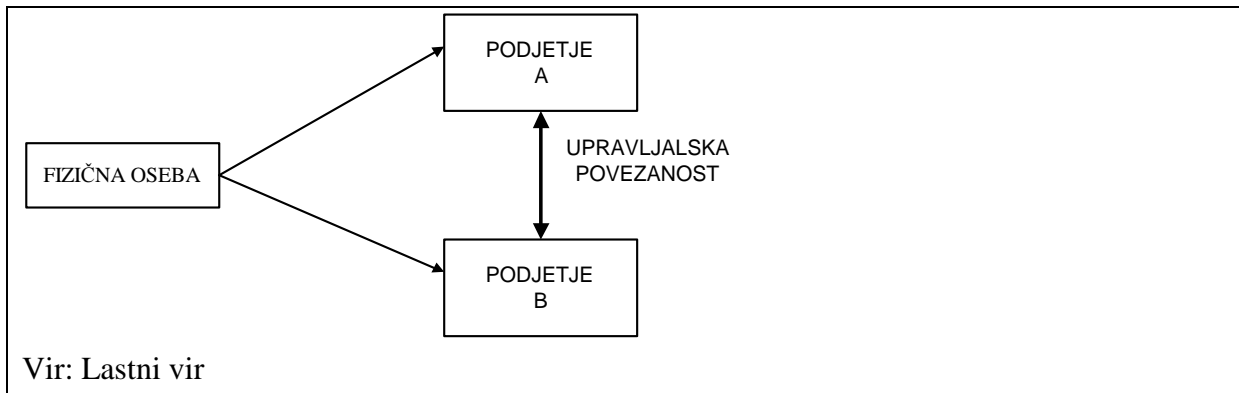 PODJETJE
A
FIZIČNA OSEBA
UPRAVLJALSKA
POVEZANOST
PODJETJE
B
Vir: Lastni vir